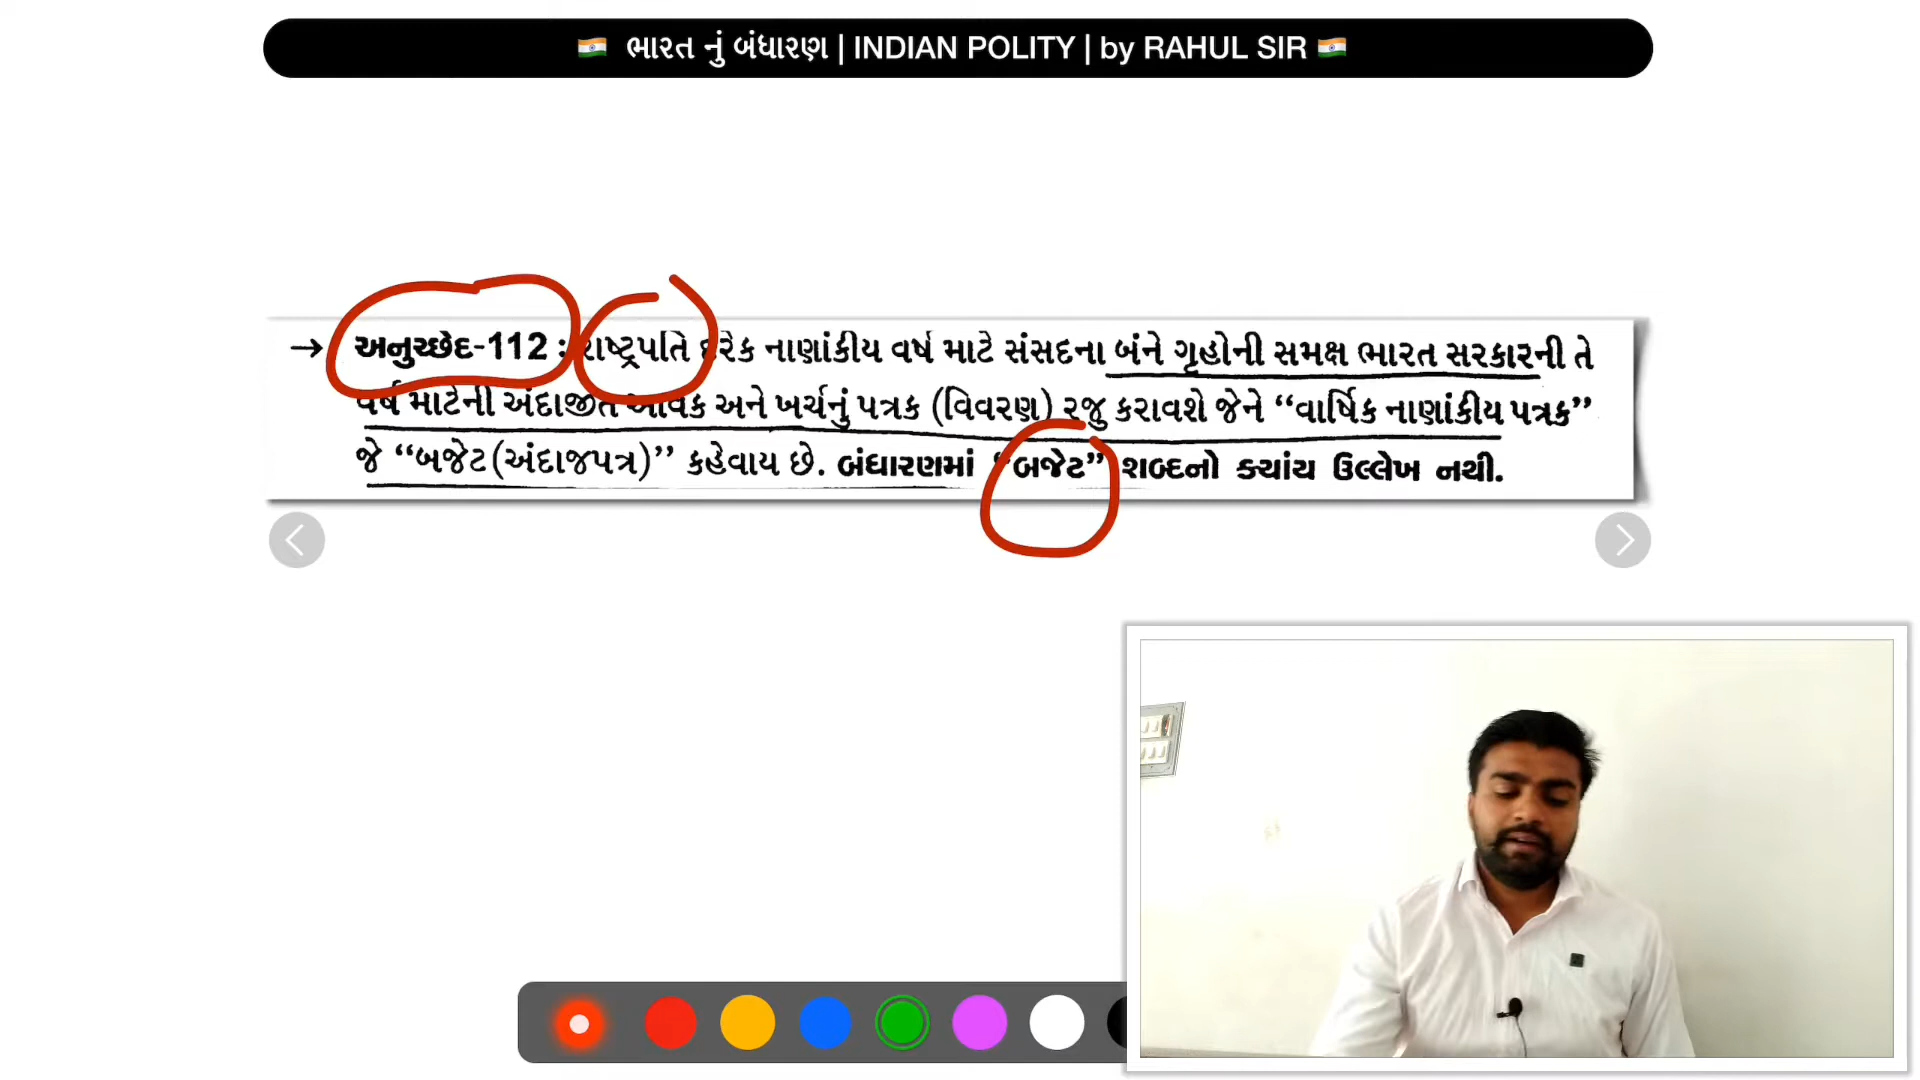 ભારત નું બંધારણ | INDIAN POLITY | by RAHUL SIR
→ અનુચ્છેદ-112 : રાષ્ટ્રપતિ દરેક નાણાંકીય વર્ષ માટે સંસદના બંને ગૃહોની સમક્ષ ભારત સરકારની તે
વર્ષ માટેની અંદાજીત આવક અને ખર્ચનું પત્રક (વિવરણ) રજુ કરાવશે જેને “વાર્ષિક નાણાંકીય પત્રક”
જે “બજેટ(અંદાજપત્ર)” કહેવાય છે. બંધારણમાં “બજેટ” શબ્દનો ક્યાંય ઉલ્લેખ નથી.